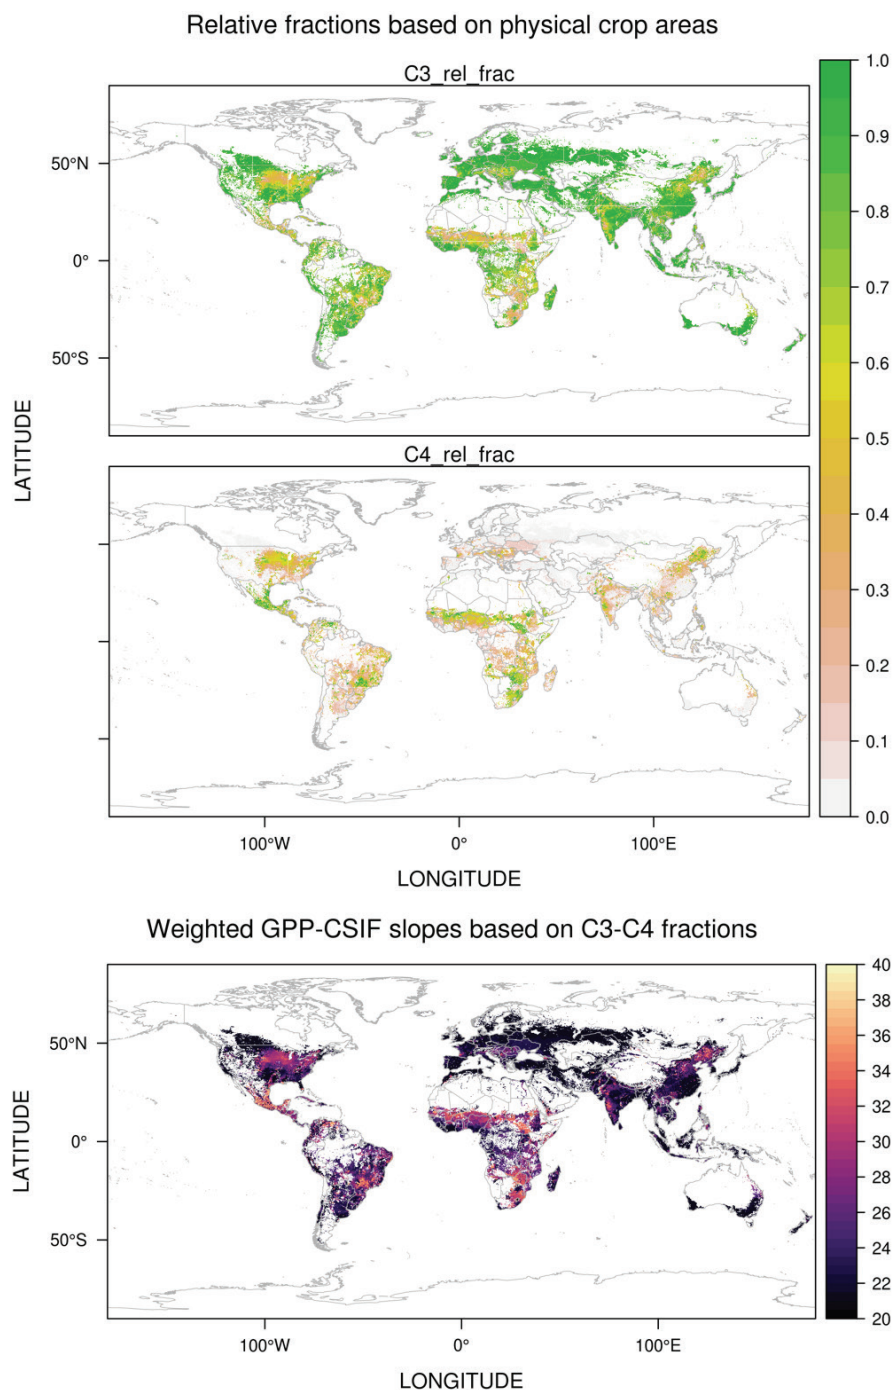 Relative fractions based on physical crop areas
C3_rel_frac
50°N
0°
50°S
C4_rel_frac
LATITUDE
100°W 0° 100°E
LONGITUDE
1.0
0.9
0.8
0.7
0.6
0.5
0.4
0.3
0.2
0.1
0.0
Weighted GPP-CSIF slopes based on C3-C4 fractions
50°N
0°
50°S
LATITUDE
100°W 0° 100°E
LONGITUDE
40
38
36
34
32
30
28
26
24
22
20